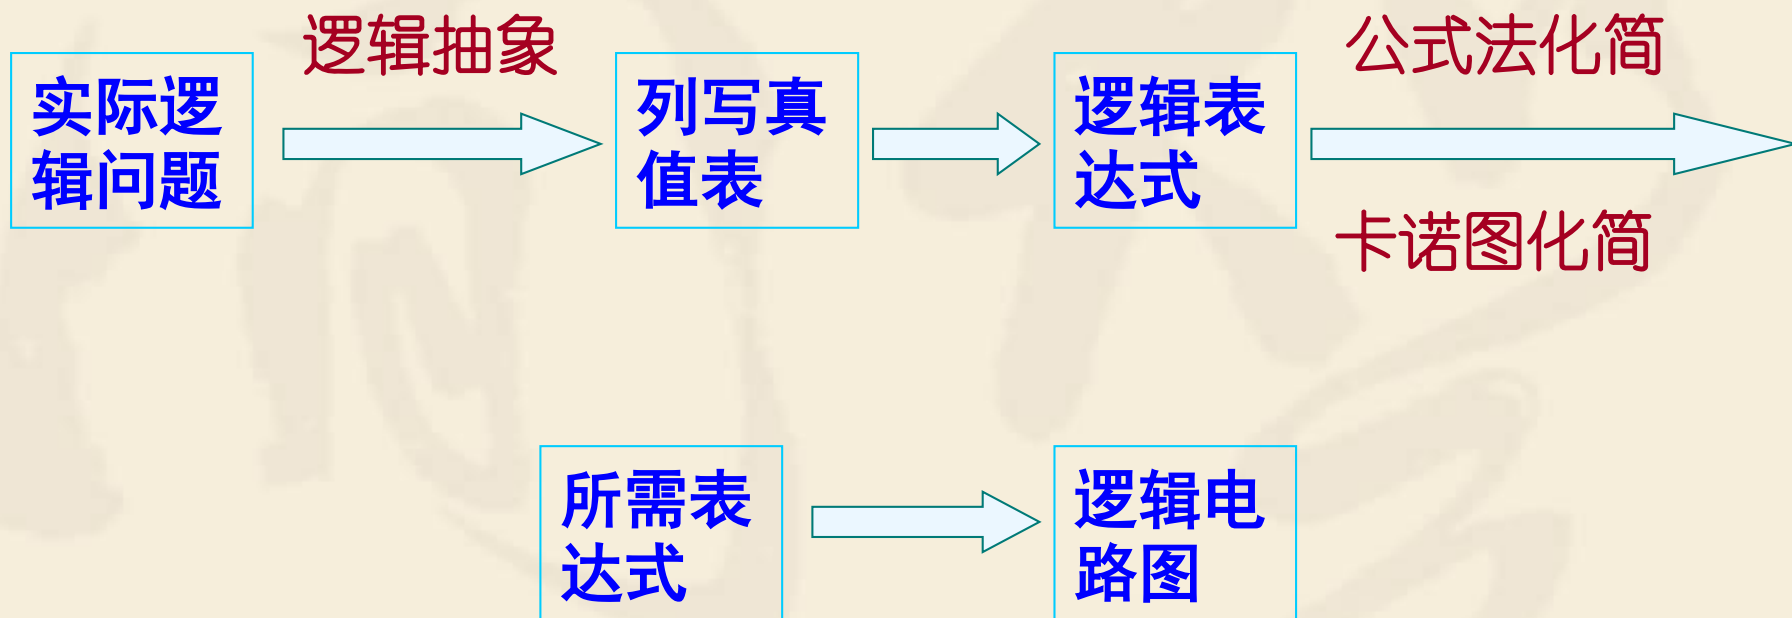 逻辑抽象
公式法化简
实际逻
辑问题
列写真
值表
逻辑表
达式
卡诺图化简
所需表
达式
逻辑电
路图